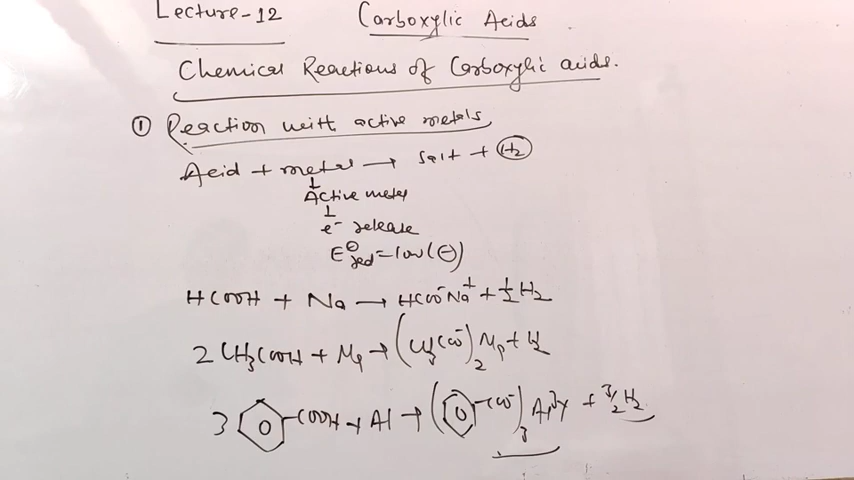 Lecture-12 Carboxylic Acids
Chemical Reactions of Carboxylic acids.
① Reaction with active metals
Acid + metal → Salt + H₂
↓
Active metal
↓
e⁻ release
E°red = low (⊖)
HCOOH + Na → HCOO⁻Na⁺ + ½H₂
2CH₃COOH + Mg → (CH₃COO⁻)₂Mg + H₂
3 -COOH + Al → ( -COO⁻)₃Al³⁺ + 3/2H₂